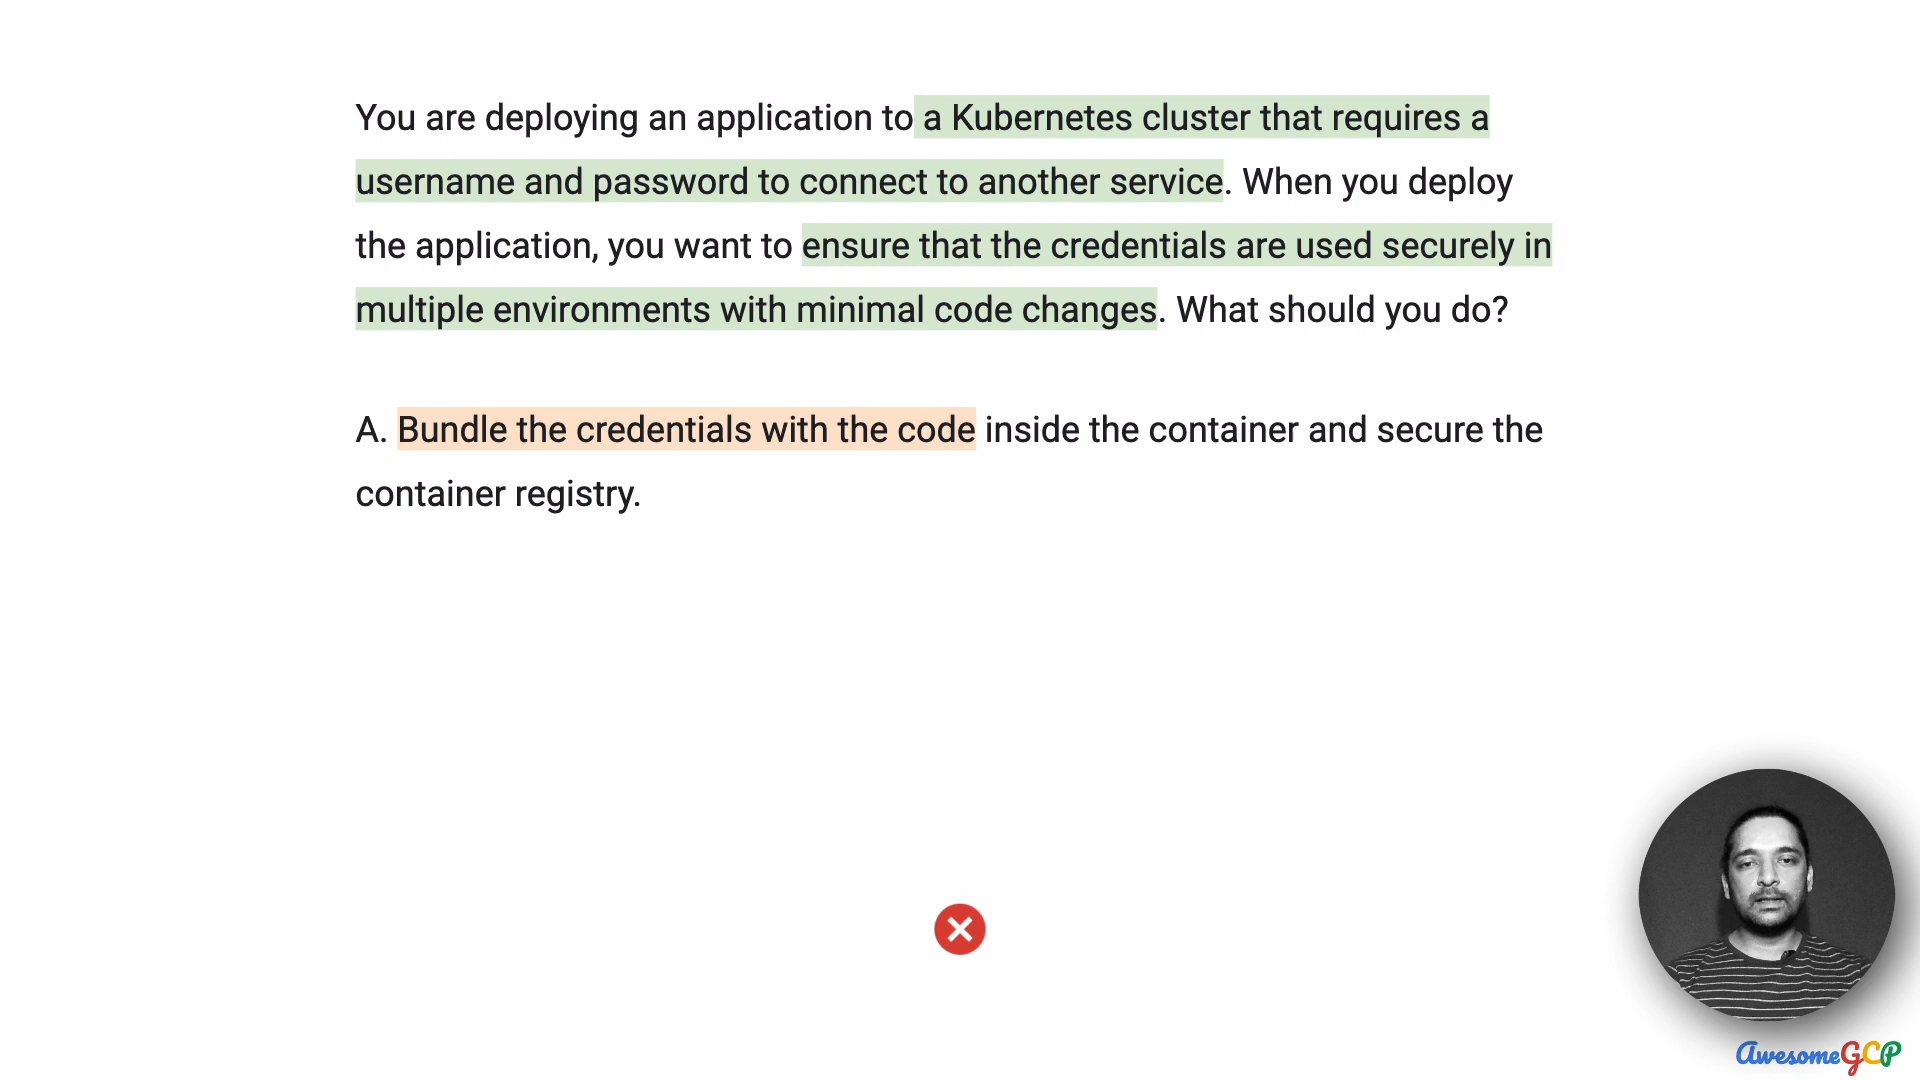 You are deploying an application to a Kubernetes cluster that requires a
username and password to connect to another service. When you deploy
the application, you want to ensure that the credentials are used securely in
multiple environments with minimal code changes. What should you do?
A. Bundle the credentials with the code inside the container and secure the
container registry.
AwesomeGCP